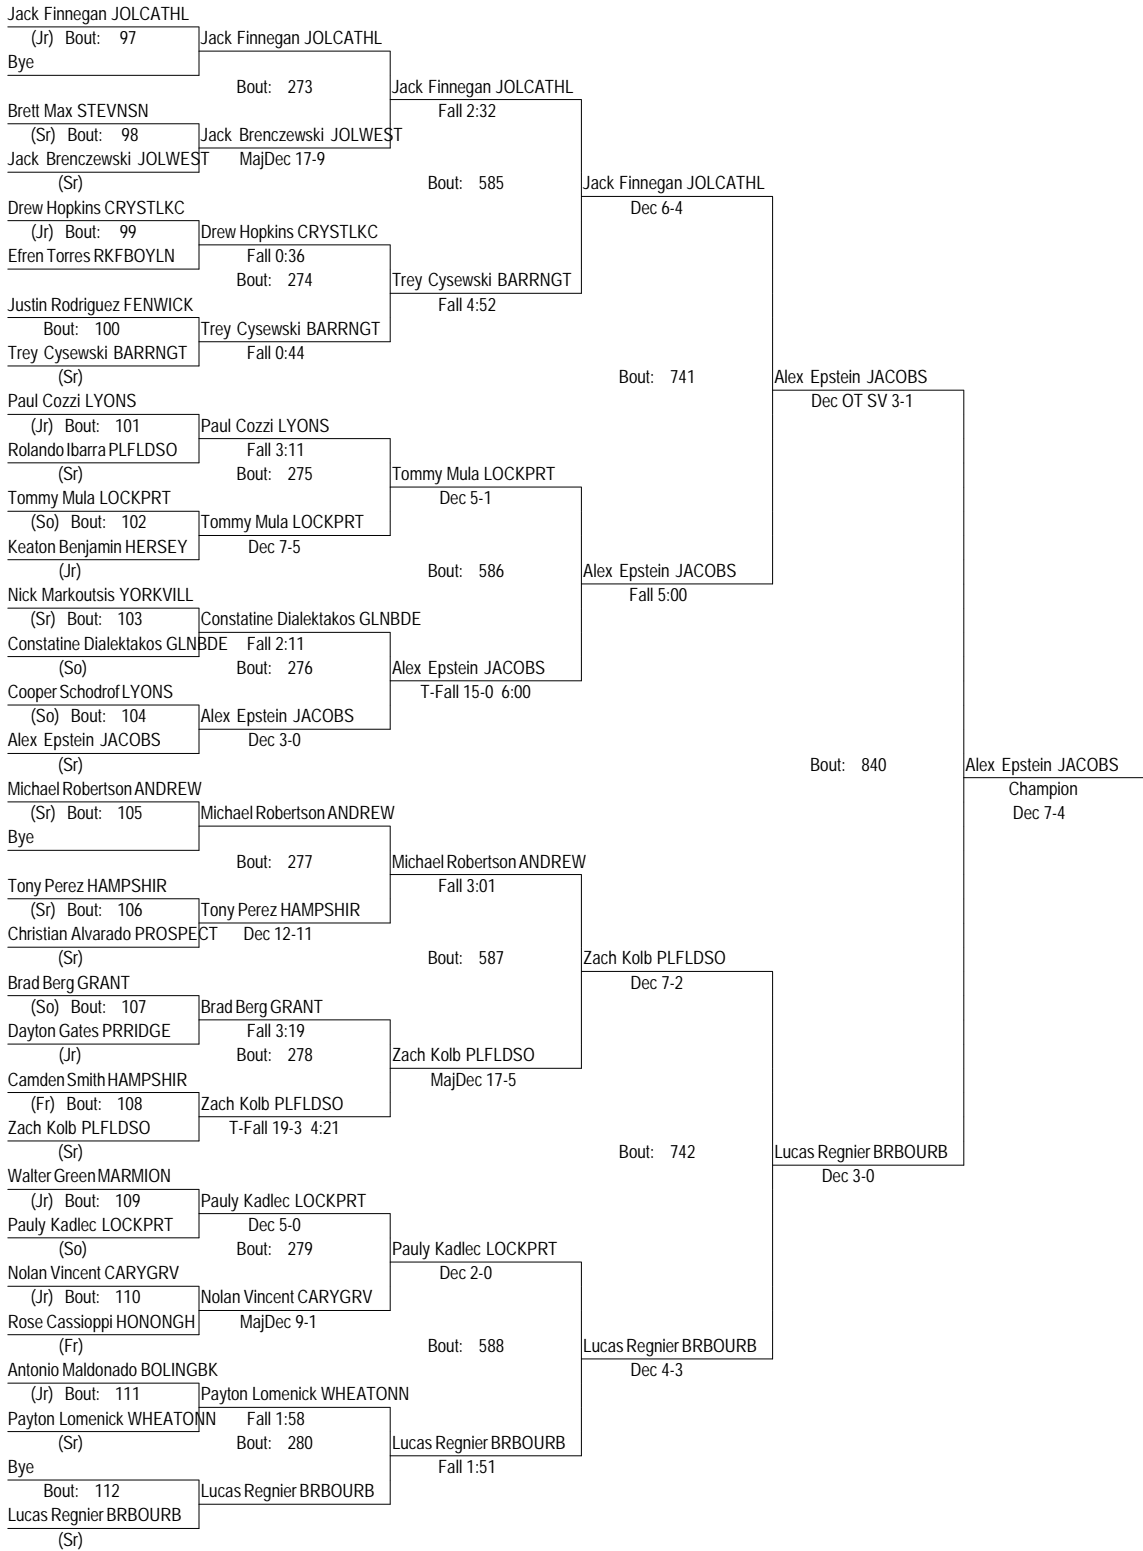 Jack Finnegan JOLCATHL
(Jr) Bout: 97
Jack Finnegan JOLCATHL
Bye
Bout: 273
Jack Finnegan JOLCATHL
Brett Max STEVNSN
Fall 2:32
(Sr) Bout: 98
Jack Brenczewski JOLWEST
Jack Brenczewski JOLWEST
MajDec 17-9
(Sr)
Bout: 585
Jack Finnegan JOLCATHL
Drew Hopkins CRYSTLKC
Dec 6-4
(Jr) Bout: 99
Drew Hopkins CRYSTLKC
Efren Torres RKFBOYLN
Fall 0:36
Bout: 274
Trey Cysewski BARRNGT
Justin Rodriguez FENWICK
Fall 4:52
Bout: 100
Trey Cysewski BARRNGT
Trey Cysewski BARRNGT
Fall 0:44
(Sr)
Bout: 741
Alex Epstein JACOBS
Paul Cozzi LYONS
Dec OT SV 3-1
(Jr) Bout: 101
Paul Cozzi LYONS
Rolando Ibarra PLFLDSO
Fall 3:11
(Sr)
Bout: 275
Tommy Mula LOCKPRT
Tommy Mula LOCKPRT
Dec 5-1
(So) Bout: 102
Tommy Mula LOCKPRT
Keaton Benjamin HERSEY
Dec 7-5
(Jr)
Bout: 586
Alex Epstein JACOBS
Nick Markoutsis YORKVILL
Fall 5:00
(Sr) Bout: 103
Constatine Dialektakos GLNBDE
Constatine Dialektakos GLNBDE
Fall 2:11
(So)
Bout: 276
Alex Epstein JACOBS
Cooper Schodrof LYONS
T-Fall 15-0 6:00
(So) Bout: 104
Alex Epstein JACOBS
Alex Epstein JACOBS
Dec 3-0
(Sr)
Bout: 840
Alex Epstein JACOBS
Michael Robertson ANDREW
Champion
(Sr) Bout: 105
Michael Robertson ANDREW
Dec 7-4
Bye
Bout: 277
Michael Robertson ANDREW
Tony Perez HAMPSHIR
Fall 3:01
(Sr) Bout: 106
Tony Perez HAMPSHIR
Christian Alvarado PROSPECT
Dec 12-11
(Sr)
Bout: 587
Zach Kolb PLFLDSO
Brad Berg GRANT
Dec 7-2
(So) Bout: 107
Brad Berg GRANT
Dayton Gates PRRIDGE
Fall 3:19
(Jr)
Bout: 278
Zach Kolb PLFLDSO
Camden Smith HAMPSHIR
MajDec 17-5
(Fr) Bout: 108
Zach Kolb PLFLDSO
Zach Kolb PLFLDSO
T-Fall 19-3 4:21
(Sr)
Bout: 742
Lucas Regnier BRBOURB
Walter Green MARMION
Dec 3-0
(Jr) Bout: 109
Pauly Kadlec LOCKPRT
Pauly Kadlec LOCKPRT
Dec 5-0
(So)
Bout: 279
Pauly Kadlec LOCKPRT
Nolan Vincent CARYGRV
Dec 2-0
(Jr) Bout: 110
Nolan Vincent CARYGRV
Rose Cassioppi HONONGH
MajDec 9-1
(Fr)
Bout: 588
Lucas Regnier BRBOURB
Antonio Maldonado BOLINGBK
Dec 4-3
(Jr) Bout: 111
Payton Lomenick WHEATONN
Payton Lomenick WHEATONN
Fall 1:58
(Sr)
Bout: 280
Lucas Regnier BRBOURB
Bye
Fall 1:51
Bout: 112
Lucas Regnier BRBOURB
Lucas Regnier BRBOURB
(Sr)